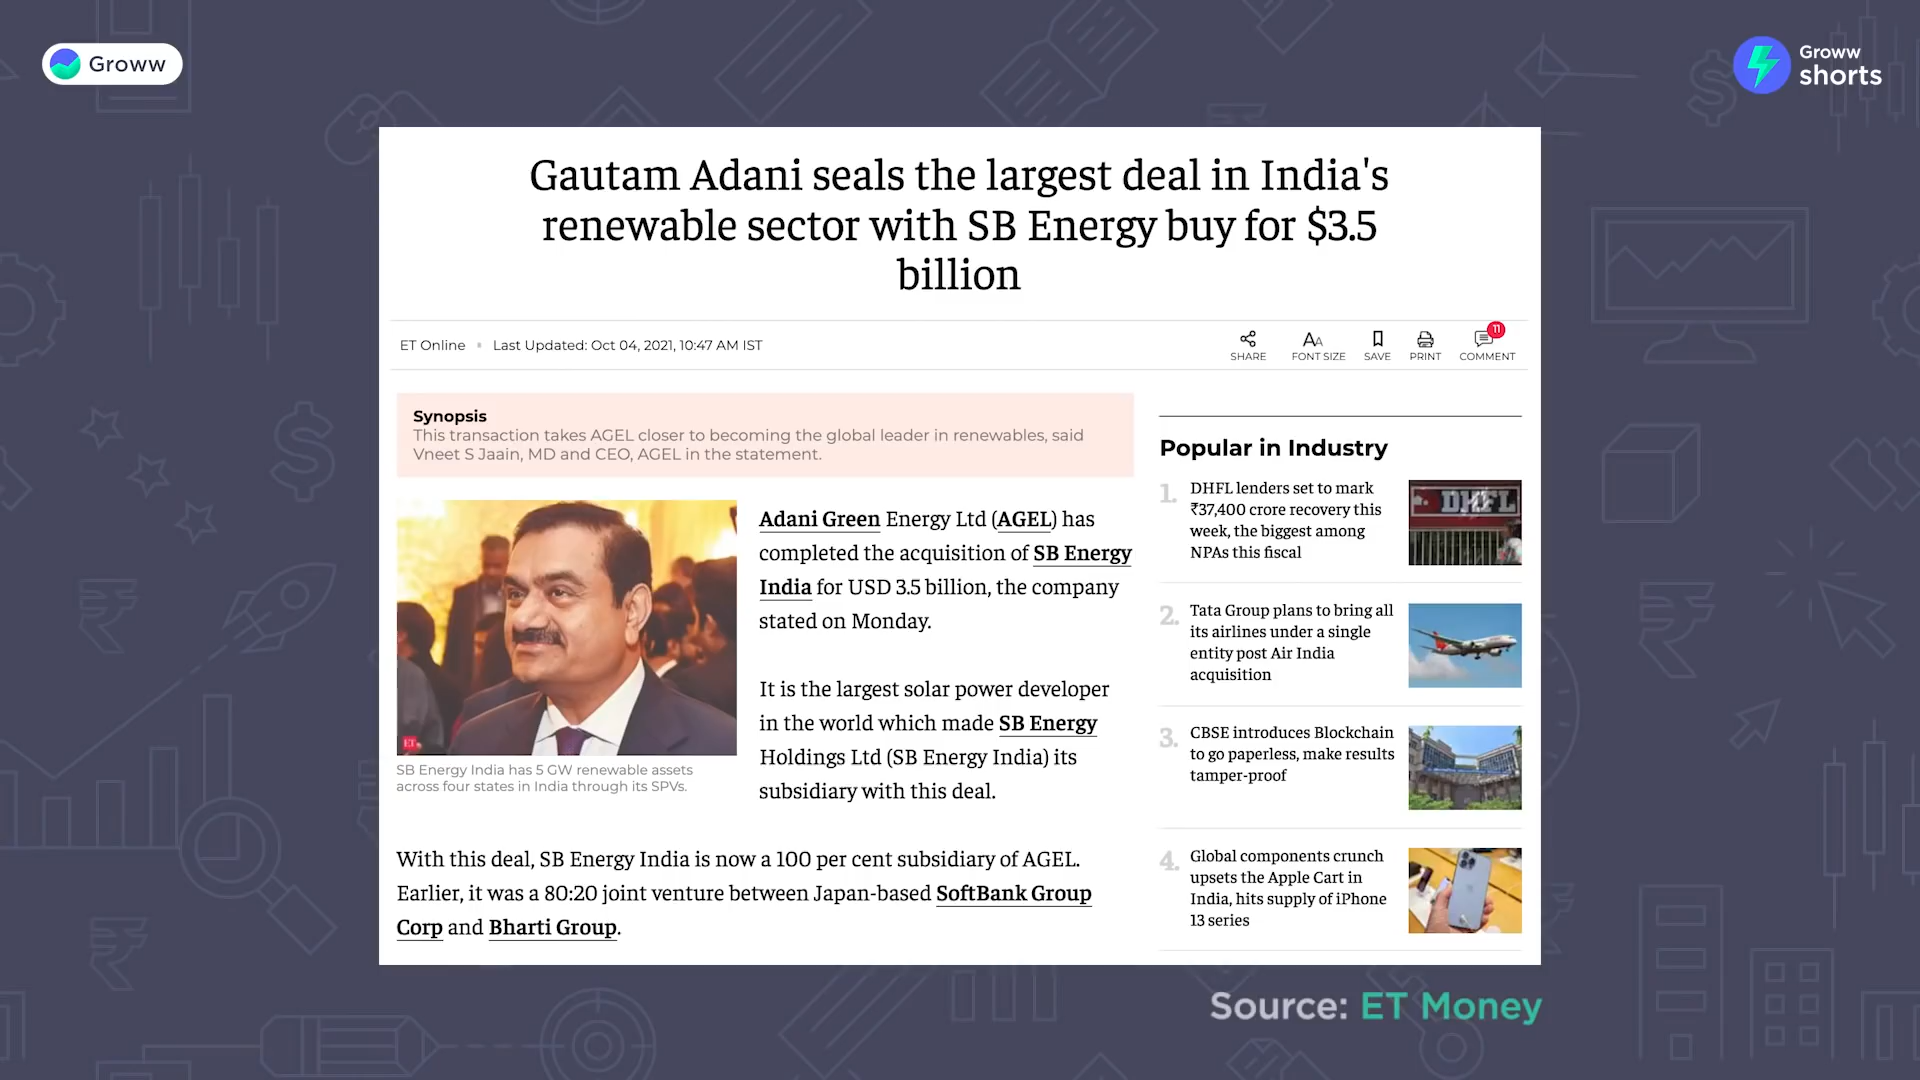 Groww
Groww
shorts
Gautam Adani seals the largest deal in India's
renewable sector with SB Energy buy for $3.5
billion
ET Online • Last Updated: Oct 04, 2021, 10:47 AM IST
SHARE
FONT SIZE
SAVE
PRINT
11
COMMENT
Synopsis
This transaction takes AGEL closer to becoming the global leader in renewables, said
Vneet S Jaain, MD and CEO, AGEL in the statement.
ET
SB Energy India has 5 GW renewable assets
across four states in India through its SPVs.
Adani Green Energy Ltd (AGEL) has
completed the acquisition of SB Energy
India for USD 3.5 billion, the company
stated on Monday.
It is the largest solar power developer
in the world which made SB Energy
Holdings Ltd (SB Energy India) its
subsidiary with this deal.
With this deal, SB Energy India is now a 100 per cent subsidiary of AGEL.
Earlier, it was a 80:20 joint venture between Japan-based SoftBank Group
Corp and Bharti Group.
Popular in Industry
1. DHFL lenders set to mark
₹37,400 crore recovery this
week, the biggest among
NPAs this fiscal
DHFL
2. Tata Group plans to bring all
its airlines under a single
entity post Air India
acquisition
3. CBSE introduces Blockchain
to go paperless, make results
tamper-proof
4. Global components crunch
upsets the Apple Cart in
India, hits supply of iPhone
13 series
Source: ET Money